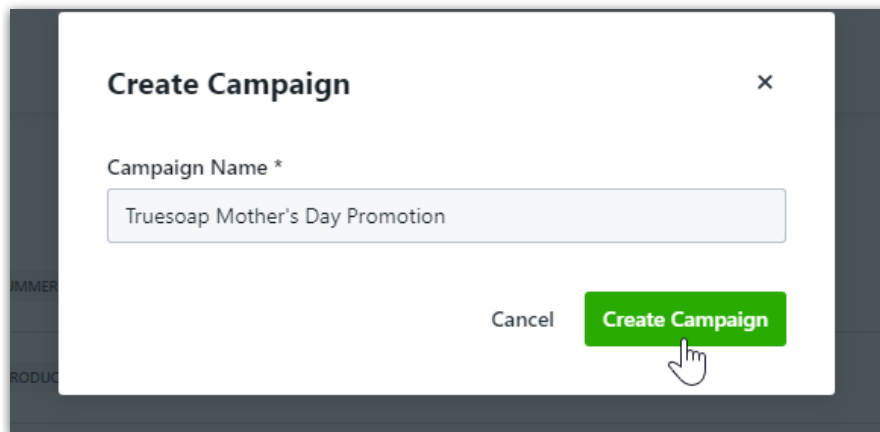 Create Campaign
×
Campaign Name *
Truesoap Mother's Day Promotion
Cancel
Create Campaign